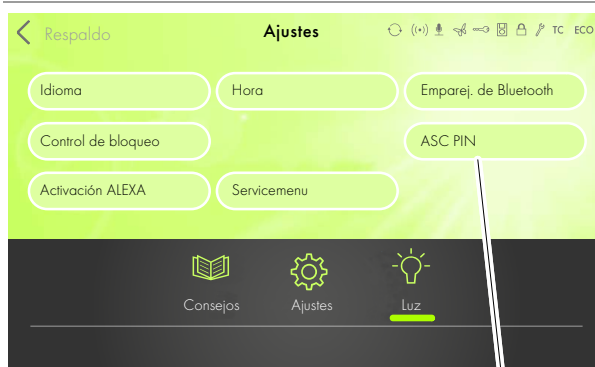 Respaldo Ajustes TC ECO
Idioma Hora Emparej. de Bluetooth
Control de bloqueo ASC PIN
Activación ALEXA Servicemenu
Consejos Ajustes Luz